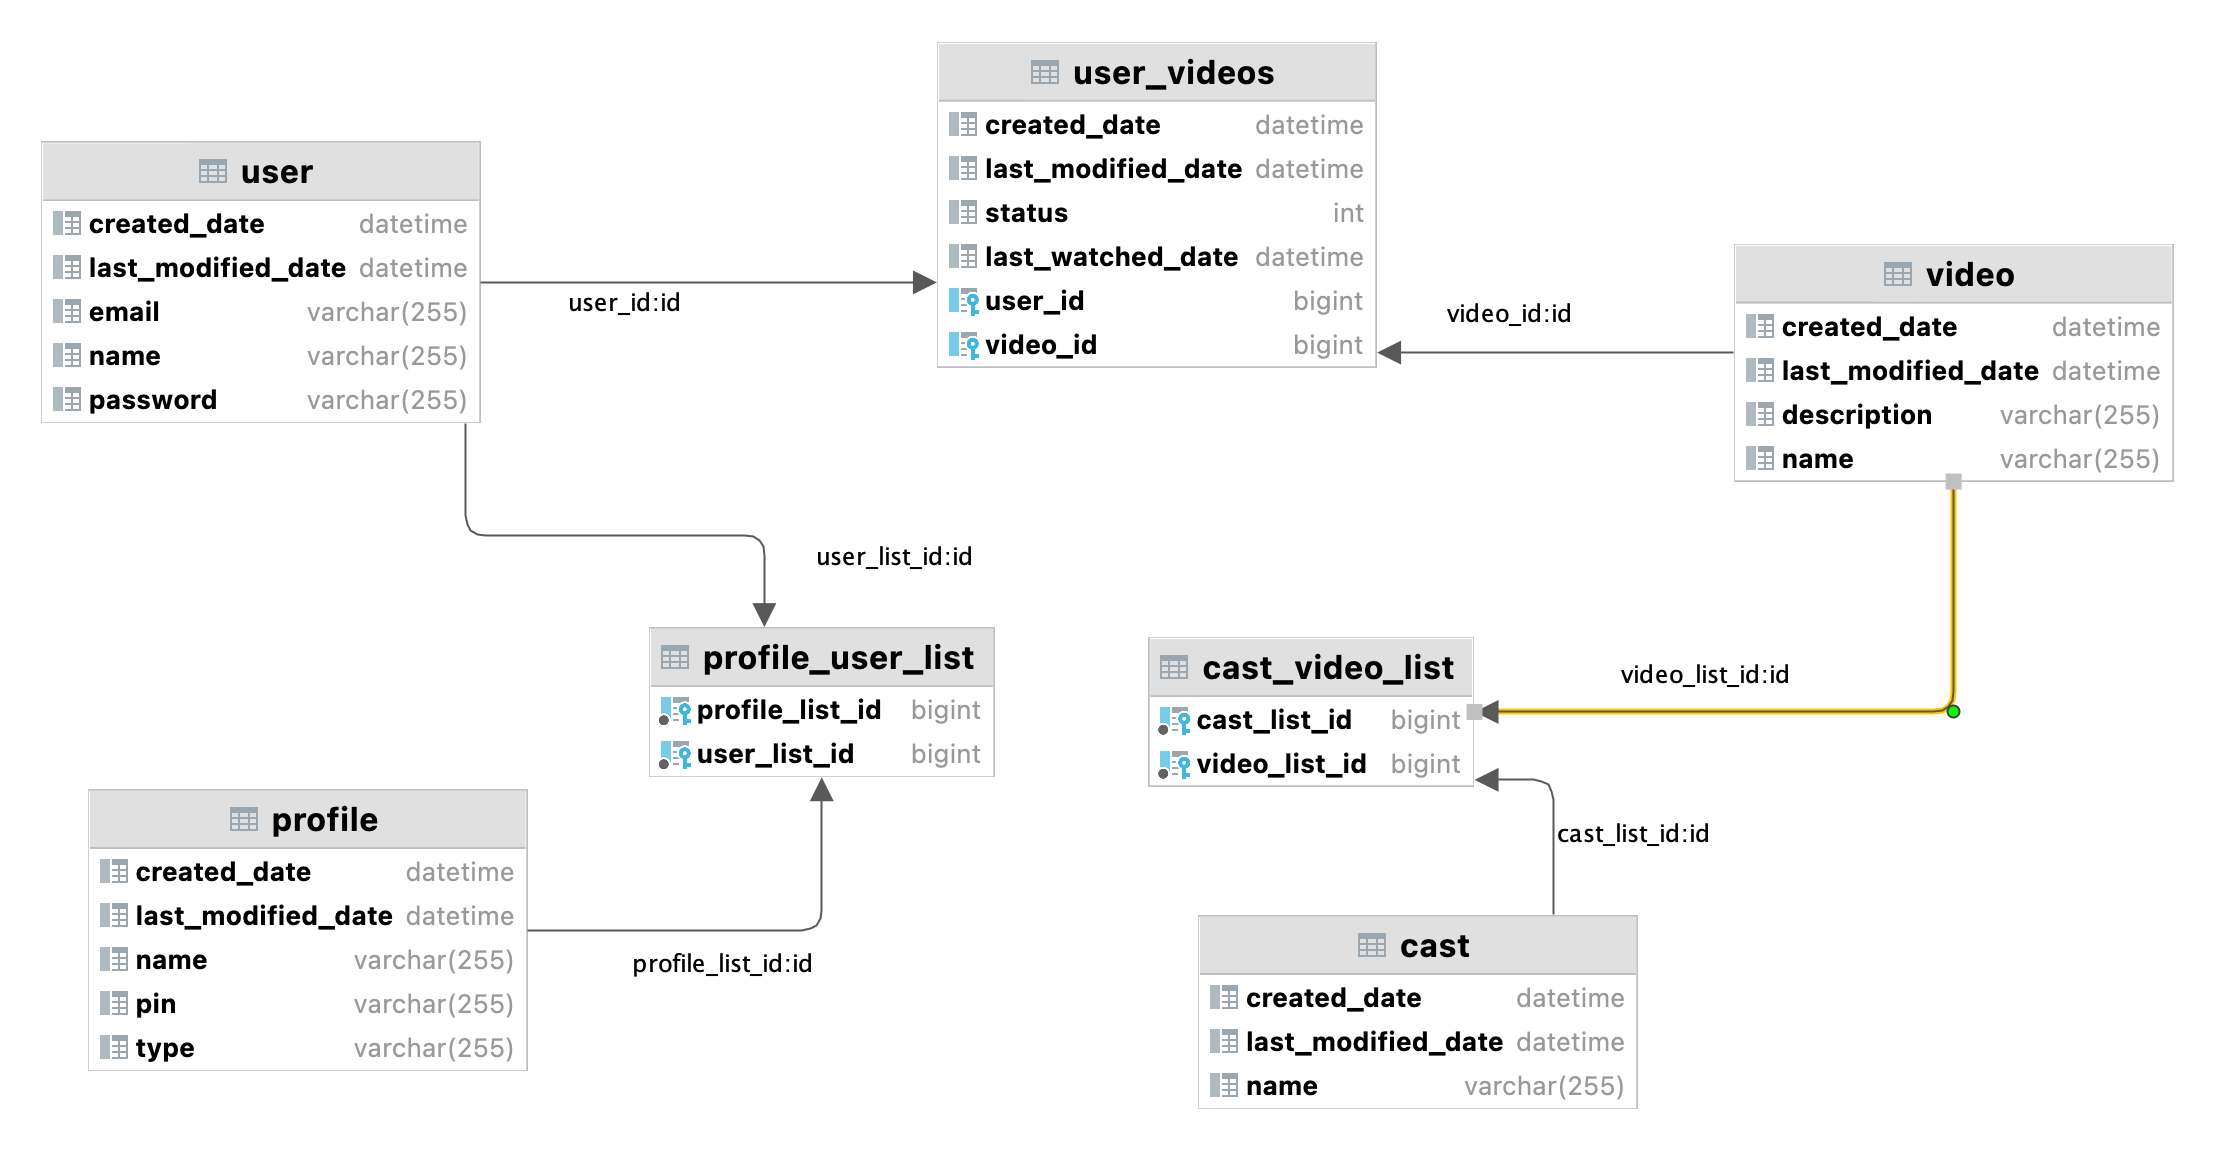 user_videos
created_date datetime
last_modified_date datetime
status int
last_watched_date datetime
user_id bigint
video_id bigint
user
created_date datetime
last_modified_date datetime
email varchar(255)
name varchar(255)
password varchar(255)
user_id:id
video_id:id
video
created_date datetime
last_modified_date datetime
description varchar(255)
name varchar(255)
user_list_id:id
profile_user_list
profile_list_id bigint
user_list_id bigint
cast_video_list
cast_list_id bigint
video_list_id bigint
video_list_id:id
profile
created_date datetime
last_modified_date datetime
name varchar(255)
pin varchar(255)
type varchar(255)
profile_list_id:id
cast_list_id:id
cast
created_date datetime
last_modified_date datetime
name varchar(255)